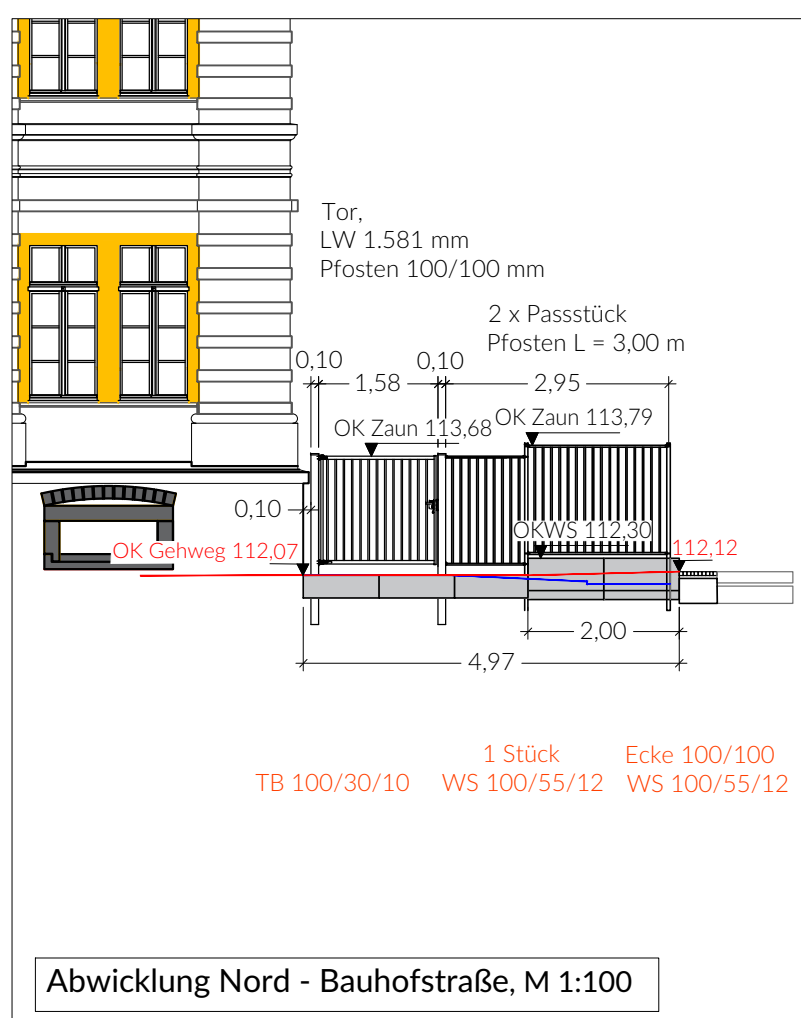 Tor,
LW 1.581 mm
Pfosten 100/100 mm
2 x Passstück
Pfosten L = 3,00 m
0,10
0,10
1,58
2,95
OK Zaun 113,79
OK Zaun 113,68
0,10
OKWS 112,30
OK Gehweg 112,07
112,12
2,00
4,97
1 Stück
Ecke 100/100
TB 100/30/10
WS 100/55/12
WS 100/55/12
Abwicklung Nord - Bauhofstraße, M 1:100